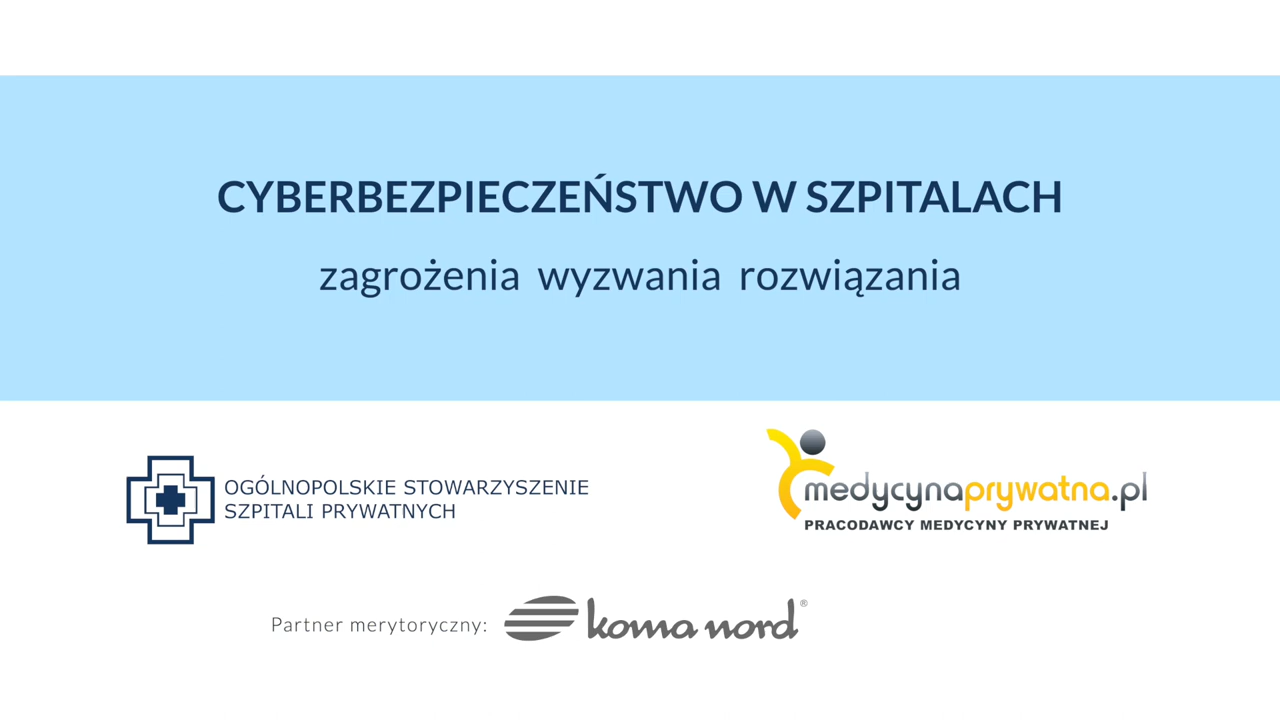 CYBERBEZPIECZEŃSTWO W SZPITALACH
zagrożenia wyzwania rozwiązania
OGÓLNOPOLSKIE STOWARZYSZENIE
SZPITALI PRYWATNYCH
medycynaprywatna.pl
PRACODAWCY MEDYCYNY PRYWATNEJ
Partner merytoryczny: koma nord®